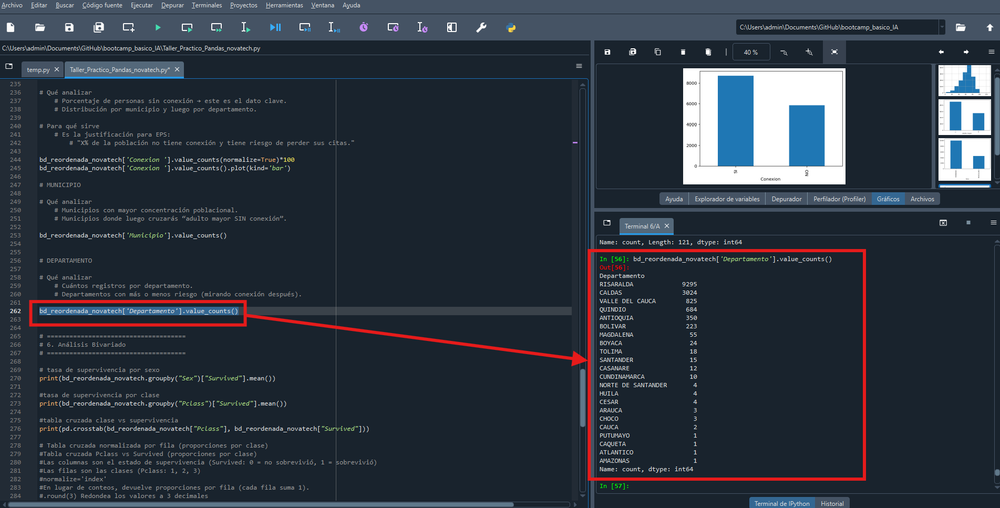 Archivo Editar Buscar Código fuente Ejecutar Depurar Terminales Proyectos Herramientas Ventana Ayuda
C:\Users\admin\Documents\GitHub\bootcamp_basico_IA
C:\Users\admin\Documents\GitHub\bootcamp_basico_IA\Taller_Practico_Pandas_novatech.py
temp.py
Taller_Practico_Pandas_novatech.py*
235
236 # Qué analizar
237 # Porcentaje de personas sin conexión → este es el dato clave.
238 # Distribución por municipio y luego por departamento.
239
240 # Para qué sirve
241 # Es la justificación para EPS:
242 # "X% de la población no tiene conexión y tiene riesgo de perder sus citas."
243
244 bd_reordenada_novatech['Conexion '].value_counts(normalize=True)*100
245 bd_reordenada_novatech['Conexion '].value_counts().plot(kind='bar')
246
247 # MUNICIPIO
248
249 # Qué analizar
250 # Municipios con mayor concentración poblacional.
251 # Municipios donde luego cruzarás “adulto mayor SIN conexión”.
252
253 bd_reordenada_novatech['Municipio'].value_counts()
254
255
256 # DEPARTAMENTO
257
258 # Qué analizar
259 # Cuántos registros por departamento.
260 # Departamentos con más o menos riesgo (mirando conexión después).
261
262 bd_reordenada_novatech['Departamento'].value_counts()
263
264
265 # =====================================
266 # 6. Análisis Bivariado
267 # =====================================
268
269 # tasa de supervivencia por sexo
270 print(bd_reordenada_novatech.groupby("Sex")["Survived"].mean())
271
272 #tasa de supervivencia por clase
273 print(bd_reordenada_novatech.groupby("Pclass")["Survived"].mean())
274
275 #tabla cruzada clase vs supervivencia
276 print(pd.crosstab(bd_reordenada_novatech["Pclass"], bd_reordenada_novatech["Survived"]))
277
278 # Tabla cruzada normalizada por fila (proporciones por clase)
279 #Tabla cruzada Pclass vs Survived (proporciones por clase)
280 #Las columnas son el estado de supervivencia (Survived: 0 = no sobrevivió, 1 = sobrevivió)
281 #Las filas son las clases (Pclass: 1, 2, 3)
282 #normalize='index'
283 #En lugar de conteos, devuelve proporciones por fila (cada fila suma 1).
284 #.round(3) Redondea los valores a 3 decimales
40 %
8000
6000
4000
2000
0
SI
NO
Conexion
Ayuda Explorador de variables Depurador Perfilador (Profiler) Gráficos Archivos
Terminal 6/A
Name: count, Length: 121, dtype: int64
In [56]: bd_reordenada_novatech['Departamento'].value_counts()
Out[56]:
Departamento
RISARALDA 9295
CALDAS 3024
VALLE DEL CAUCA 825
QUINDIO 684
ANTIOQUIA 350
BOLIVAR 223
MAGDALENA 55
BOYACA 24
TOLIMA 18
SANTANDER 15
CASANARE 12
CUNDINAMARCA 10
NORTE DE SANTANDER 4
HUILA 4
CESAR 4
ARAUCA 3
CHOCO 3
CAUCA 2
PUTUMAYO 1
CAQUETA 1
ATLANTICO 1
AMAZONAS 1
Name: count, dtype: int64
In [57]:
Terminal de IPython Historial